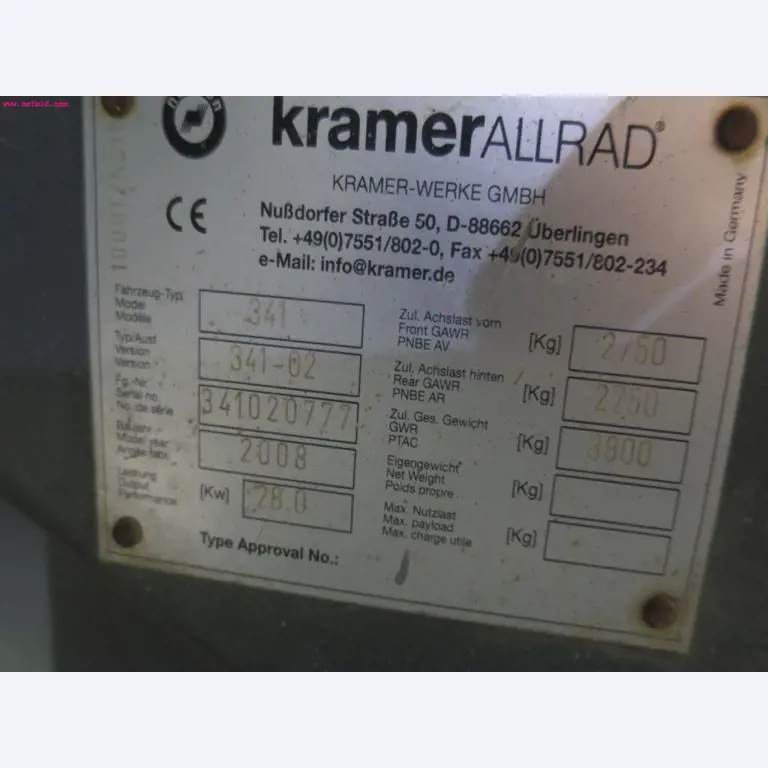 www.netbid.com
kramerALLRAD®
KRAMER-WERKE GMBH
CE
Nußdorfer Straße 50, D-88662 Überlingen
Tel. +49(0)7551/802-0, Fax +49(0)7551/802-234
e-Mail: info@kramer.de
Made in Germany
Fahrzeug-Typ
Model
Modèle
341
Typ/Ausf
Version
Version
341-02
Fg.-Nr.
Serial no
No. de série
341020777
Model year
2008
Leistung
Output
Performance
[Kw]
28.0
Type Approval No.:
Zul. Achslast vorn
Front GAWR
PNBE AV
[Kg]
2750
Zul. Achslast hinten
Rear GAWR
PNBE AR
[Kg]
2750
Zul. Ges. Gewicht
GWR
PTAC
[Kg]
3900
Eigengewicht
Net Weight
Poids propre
[Kg]
Max. Nutzlast
Max. payload
Max. charge utile
[Kg]